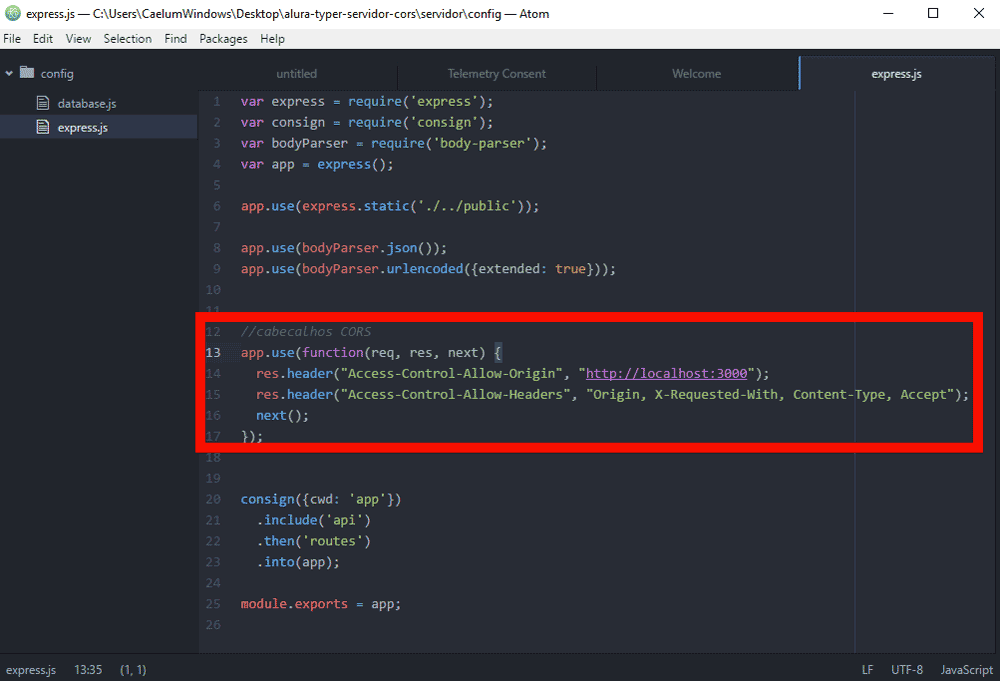 express.js — C:\Users\CaelumWindows\Desktop\alura-typer-servidor-cors\servidor\config — Atom
File Edit View Selection Find Packages Help
config
database.js
express.js
untitled Telemetry Consent Welcome express.js
1 var express = require('express');
2 var consign = require('consign');
3 var bodyParser = require('body-parser');
4 var app = express();
5
6 app.use(express.static('./../public'));
7
8 app.use(bodyParser.json());
9 app.use(bodyParser.urlencoded({extended: true}));
10
11
12 //cabecalhos CORS
13 app.use(function(req, res, next) {
14 res.header("Access-Control-Allow-Origin", "http://localhost:3000");
15 res.header("Access-Control-Allow-Headers", "Origin, X-Requested-With, Content-Type, Accept");
16 next();
17 });
18
19
20 consign({cwd: 'app'})
21 .include('api')
22 .then('routes')
23 .into(app);
24
25 module.exports = app;
26
express.js 13:35 (1, 1) LF UTF-8 JavaScript